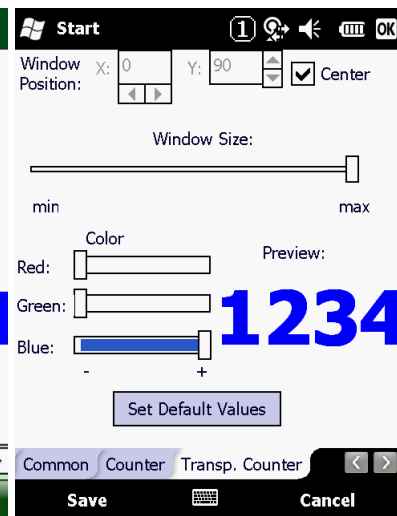 Start 1 OK
Window Position: X: 0 Y: 90 Center
Window Size:
min max
Color
Preview:
Red:
Green:
1234
Blue:
- +
Set Default Values
Common Counter Transp. Counter
Save Cancel